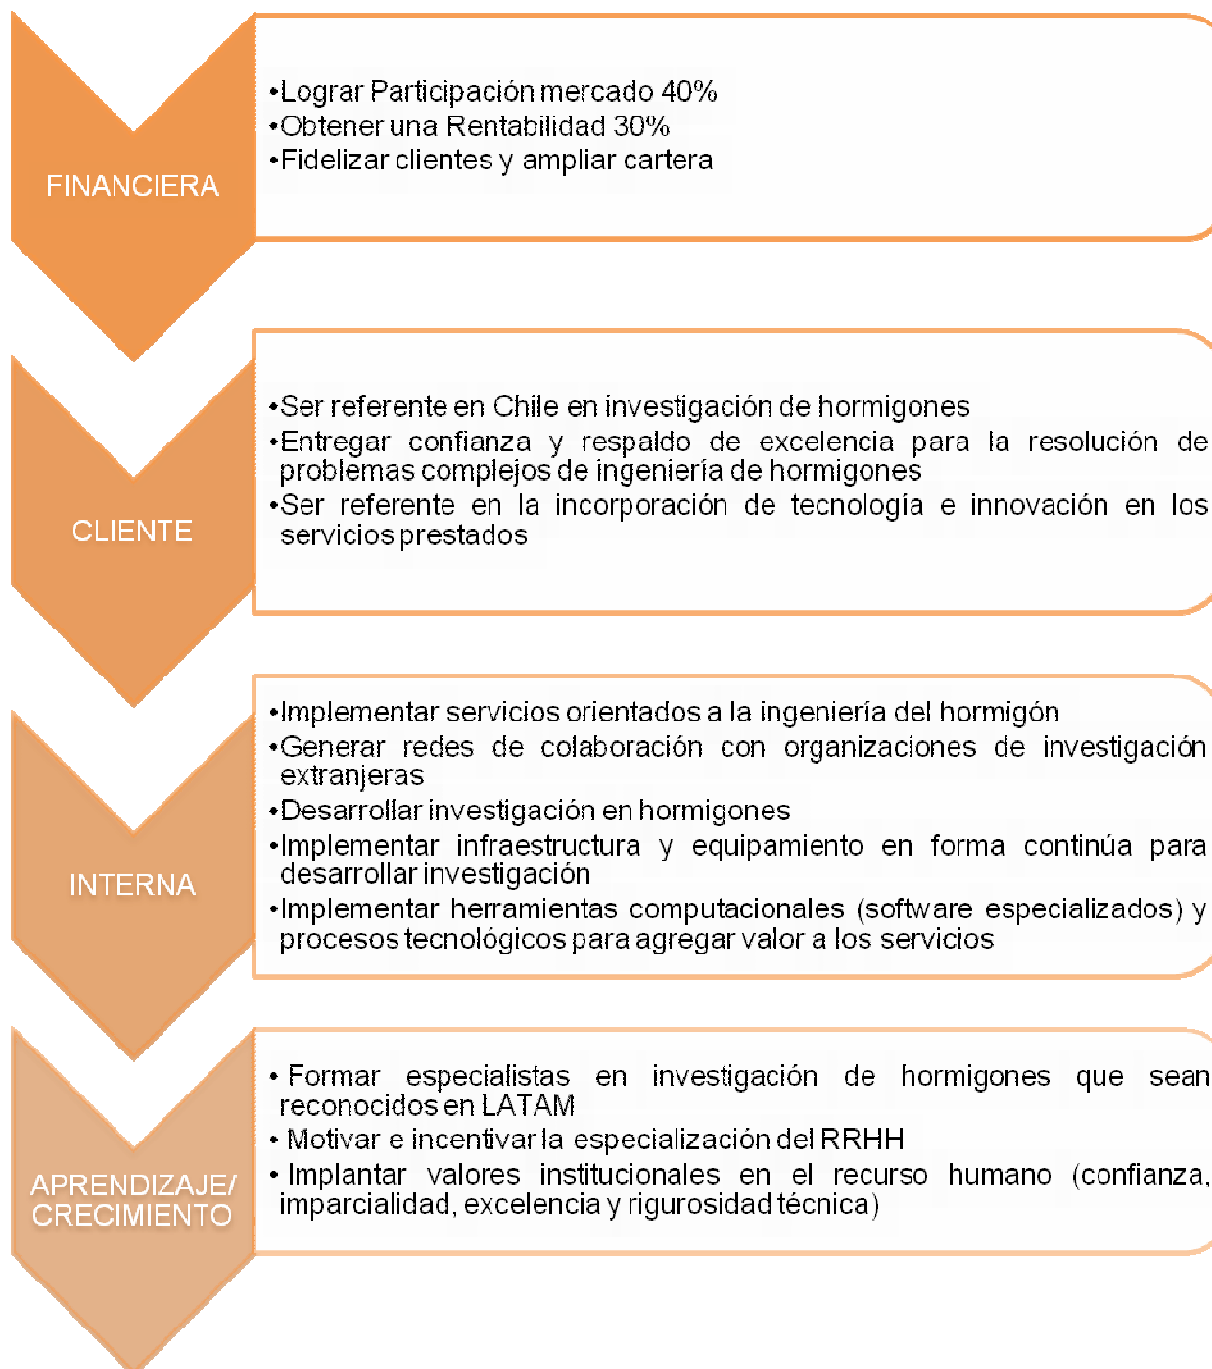 FINANCIERA
•Lograr Participación mercado 40%
•Obtener una Rentabilidad 30%
•Fidelizar clientes y ampliar cartera
CLIENTE
•Ser referente en Chile en investigación de hormigones
•Entregar confianza y respaldo de excelencia para la resolución de
problemas complejos de ingeniería de hormigones
•Ser referente en la incorporación de tecnología e innovación en los
servicios prestados
INTERNA
•Implementar servicios orientados a la ingeniería del hormigón
•Generar redes de colaboración con organizaciones de investigación
extranjeras
•Desarrollar investigación en hormigones
•Implementar infraestructura y equipamiento en forma continúa para
desarrollar investigación
•Implementar herramientas computacionales (software especializados) y
procesos tecnológicos para agregar valor a los servicios
APRENDIZAJE/
CRECIMIENTO
• Formar especialistas en investigación de hormigones que sean
reconocidos en LATAM
• Motivar e incentivar la especialización del RRHH
• Implantar valores institucionales en el recurso humano (confianza,
imparcialidad, excelencia y rigurosidad técnica)